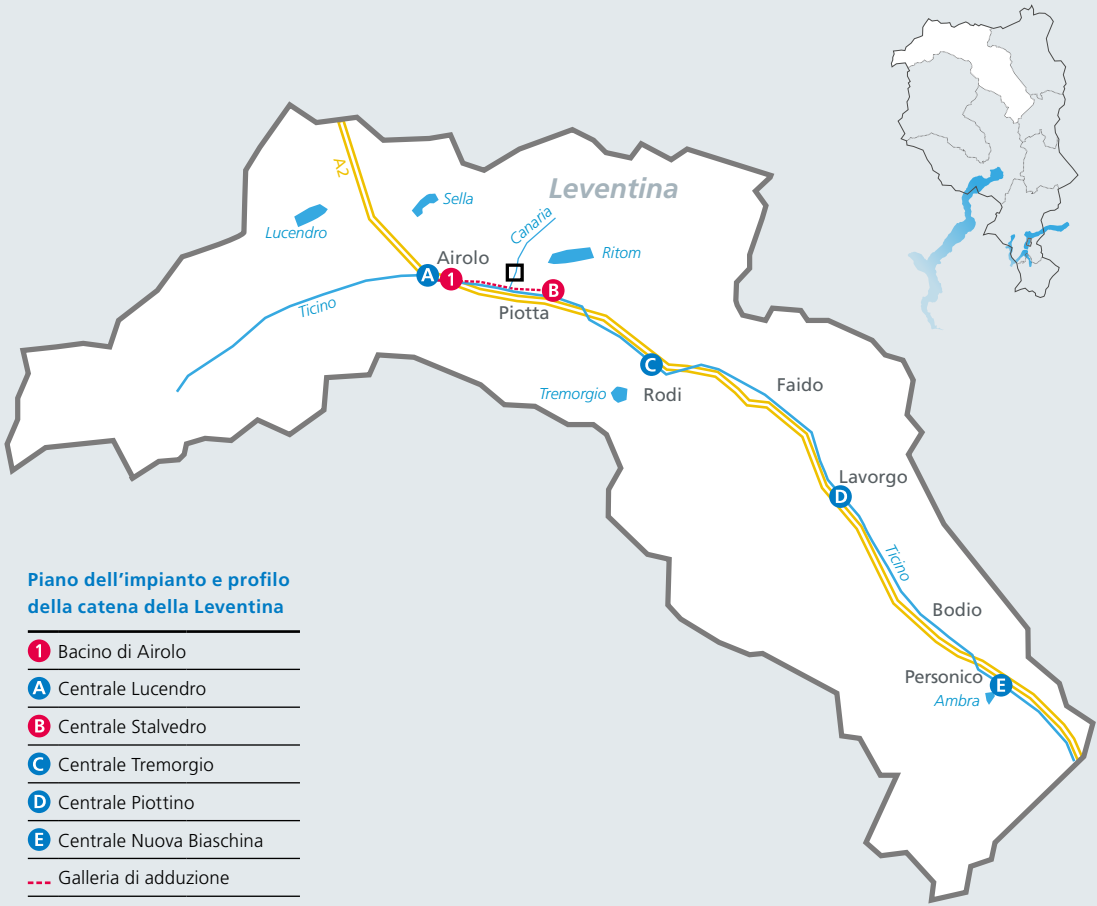 A2
Leventina
Sella
Canaria
Lucendro
Ritom
Airolo
A
1
B
Ticino
Piotta
C
Tremorgio
Rodi
Faido
Lavorgo
D
Ticino
Bodio
Personico
E
Ambra
Piano dell'impianto e profilo
della catena della Leventina
1 Bacino di Airolo
A Centrale Lucendro
B Centrale Stalvedro
C Centrale Tremorgio
D Centrale Piottino
E Centrale Nuova Biaschina
Galleria di adduzione